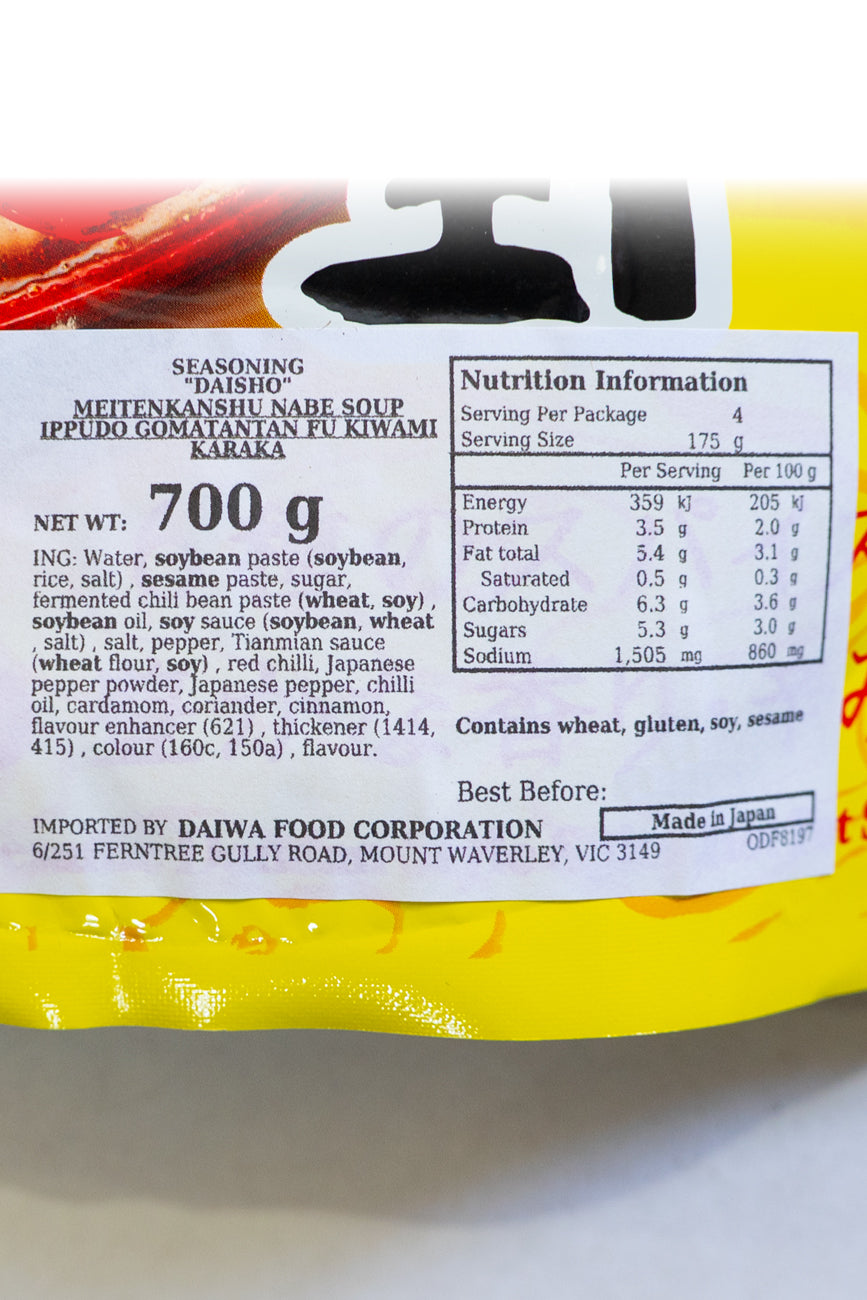 SEASONING
"DAISHO"
MEITENKANSHU NABE SOUP
IPPUDO GOMATANTAN FU KIWAMI
KARAKA
NET WT: 700 g
ING: Water, soybean paste (soybean,
rice, salt) , sesame paste, sugar,
fermented chili bean paste (wheat, soy) ,
soybean oil, soy sauce (soybean, wheat
, salt) , salt, pepper, Tianmian sauce
(wheat flour, soy) , red chilli, Japanese
pepper powder, Japanese pepper, chilli
oil, cardamom, coriander, cinnamon,
flavour enhancer (621) , thickener (1414,
415) , colour (160c, 150a) , flavour.
Nutrition Information
Serving Per Package 4
Serving Size 175 g
Per Serving Per 100 g
Energy 359 kj 205 kj
Protein 3.5 g 2.0 g
Fat total 5.4 g 3.1 g
Saturated 0.5 g 0.3 g
Carbohydrate 6.3 g 3.6 g
Sugars 5.3 g 3.0 g
Sodium 1,505 mg 860 mg
Contains wheat, gluten, soy, sesame
Best Before:
Made in Japan
ODF8197
IMPORTED BY DAIWA FOOD CORPORATION
6/251 FERNTREE GULLY ROAD, MOUNT WAVERLEY, VIC 3149